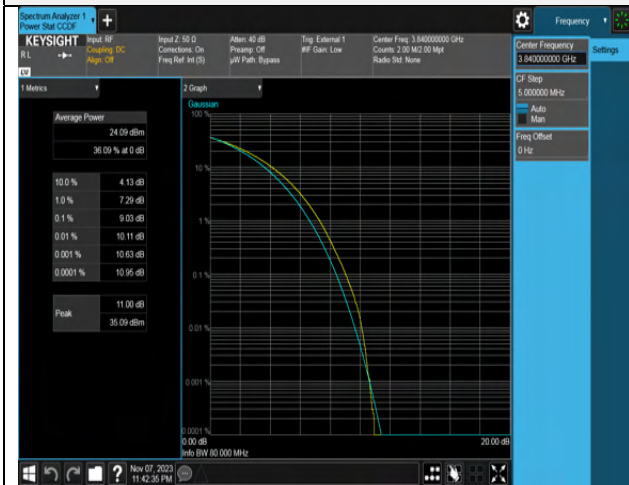 Spectrum Analyzer 1
Power Stat CCDF
Frequency
KEYSIGHT
R L
LV
Input: RF
Coupling: DC
Align: Off
Input Z: 50 Ω
Corrections: On
Freq Ref: Int (S)
Atten: 40 dB
Preamp: Off
µW Path: Bypass
Trig: External 1
#IF Gain: Low
Center Freq: 3.840000000 GHz
Counts: 2.00 M/2.00 Mpt
Radio Std: None
Center Frequency
3.840000000 GHz
Settings
CF Step
5.000000 MHz
Auto
Man
Freq Offset
0 Hz
1 Metrics
Average Power
24.09 dBm
36.09 % at 0 dB
10.0 % 4.13 dB
1.0 % 7.29 dB
0.1 % 9.03 dB
0.01 % 10.11 dB
0.001 % 10.63 dB
0.0001 % 10.95 dB
Peak
11.00 dB
35.09 dBm
2 Graph
Gaussian
100 %
10 %
1 %
0.1 %
0.01 %
0.001 %
0.0001 %
0.00 dB
20.00 dB
Info BW 80.000 MHz
Nov 07, 2023
11:42:35 PM